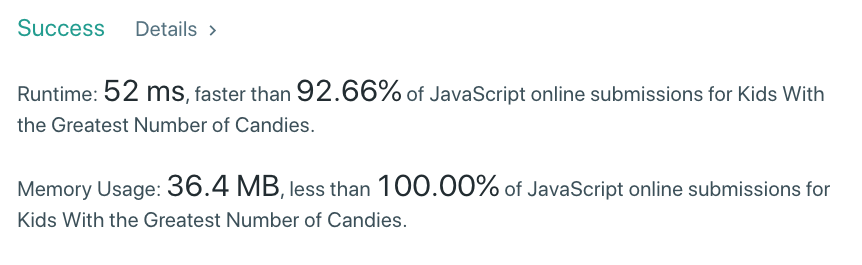 Success Details >
Runtime: 52 ms, faster than 92.66% of JavaScript online submissions for Kids With
the Greatest Number of Candies.
Memory Usage: 36.4 MB, less than 100.00% of JavaScript online submissions for
Kids With the Greatest Number of Candies.